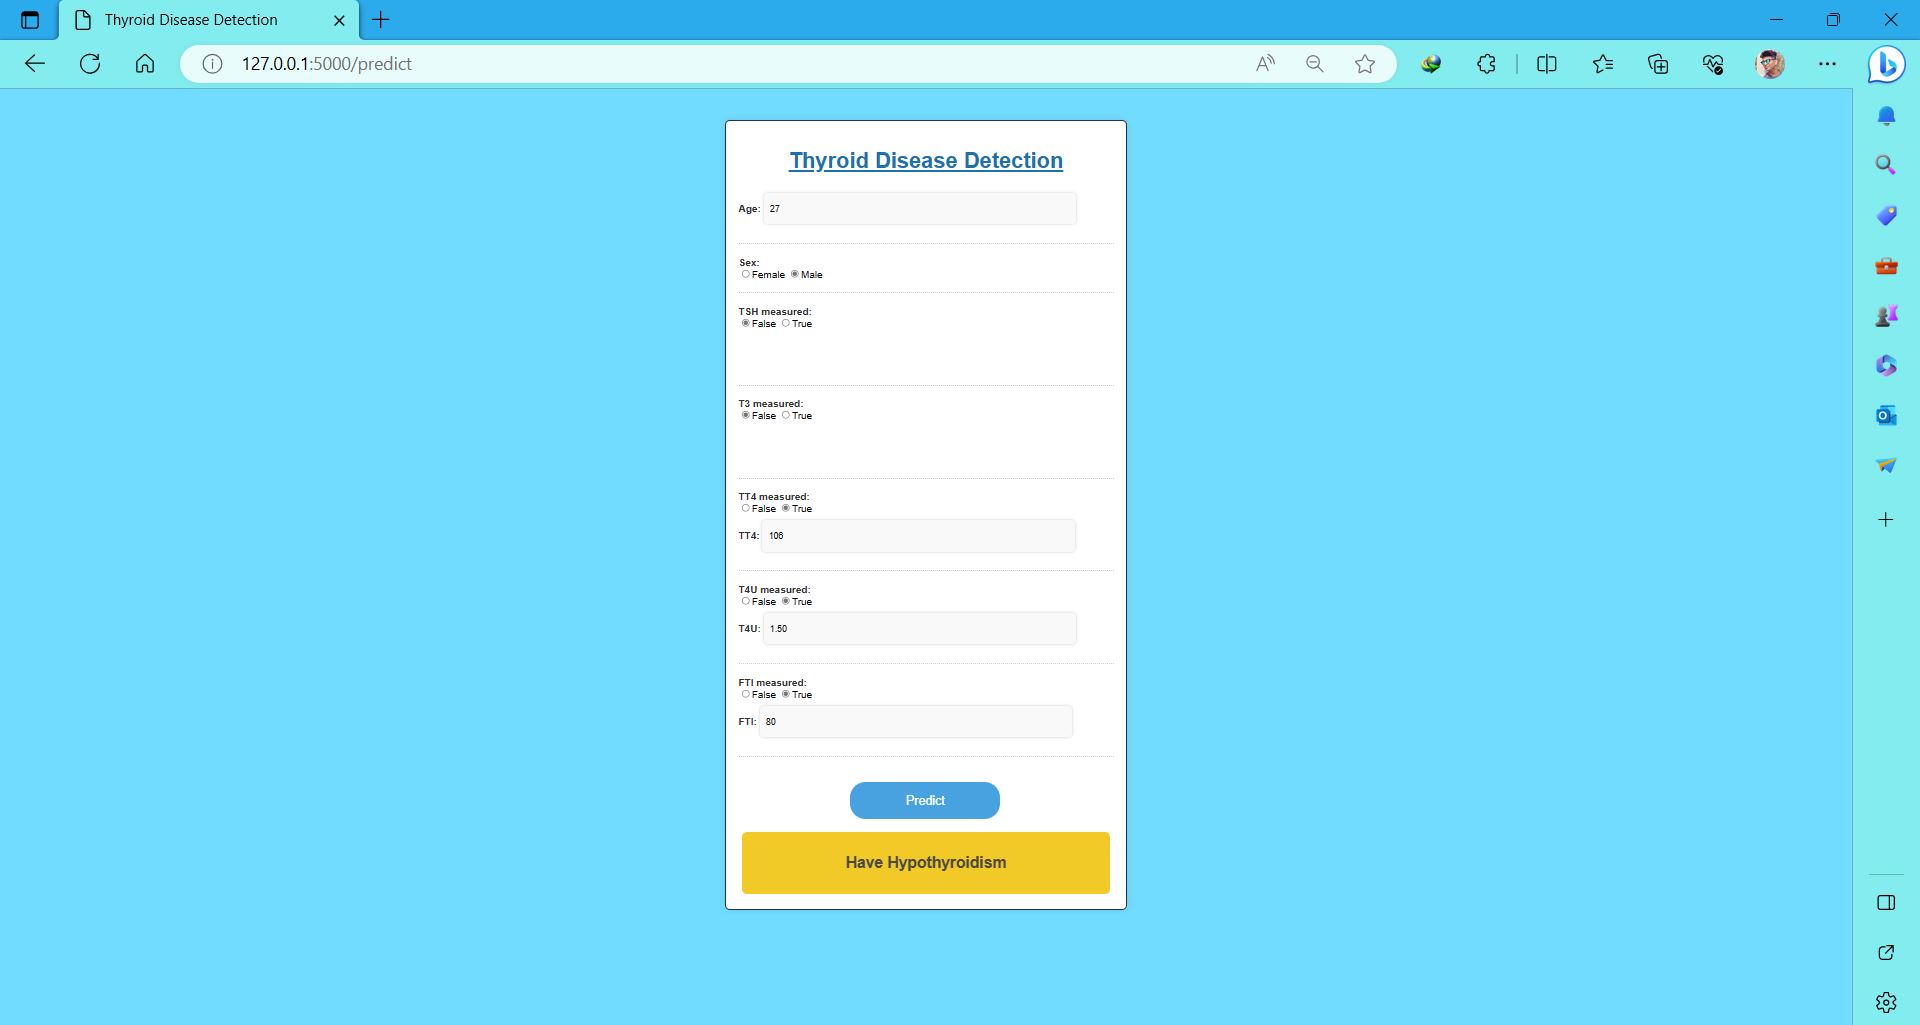 Thyroid Disease Detection
127.0.0.1:5000/predict
Thyroid Disease Detection
Age: 27
Sex:
Female Male
TSH measured:
False True
T3 measured:
False True
TT4 measured:
False True
TT4: 106
T4U measured:
False True
T4U: 1.50
FTI measured:
False True
FTI: 80
Predict
Have Hypothyroidism